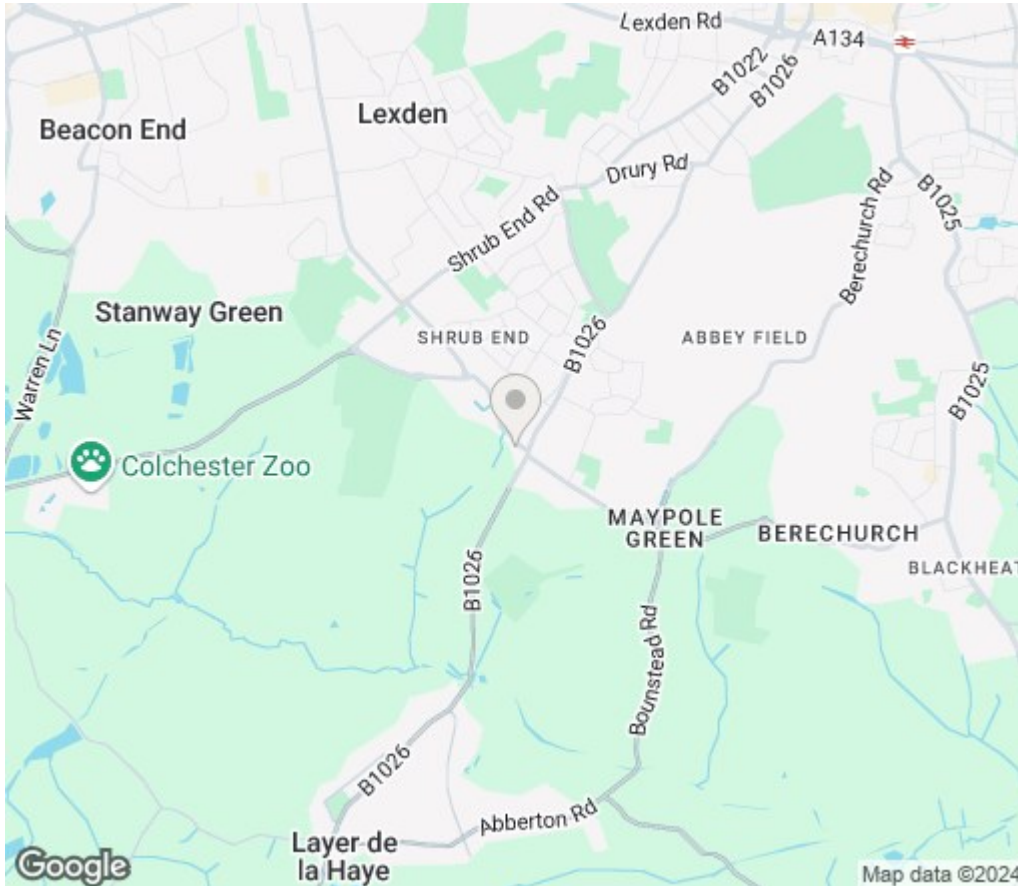 Lexden Rd
A134
B1022
B1026
Beacon End
Lexden
Drury Rd
Shrub End Rd
Berechurch Rd
B1025
Stanway Green
SHRUB END
B1026
ABBEY FIELD
Warren Ln
B1025
Colchester Zoo
MAYPOLE
GREEN
BERECHURCH
BLACKHEAT
B1026
Bounstead Rd
B1026
Abberton Rd
Layer de
la Haye
Google
Map data ©2024